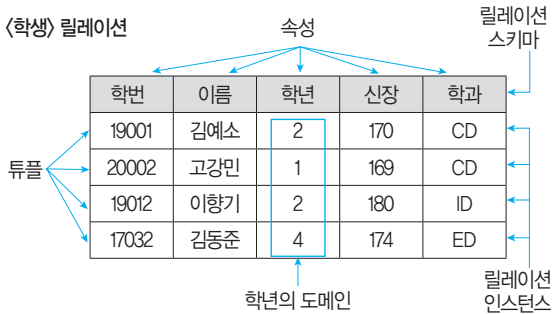 〈학생〉 릴레이션
속성
릴레이션
스키마
학번 이름 학년 신장 학과
19001 김예소 2 170 CD
20002 고강민 1 169 CD
19012 이향기 2 180 ID
17032 김동준 4 174 ED
튜플
학년의 도메인
릴레이션
인스턴스